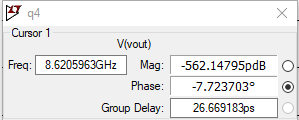 q4
Cursor 1
V(vout)
Freq: 8.6205963GHz Mag: -562.14795pdB
Phase: -7.723703°
Group Delay: 26.669183ps